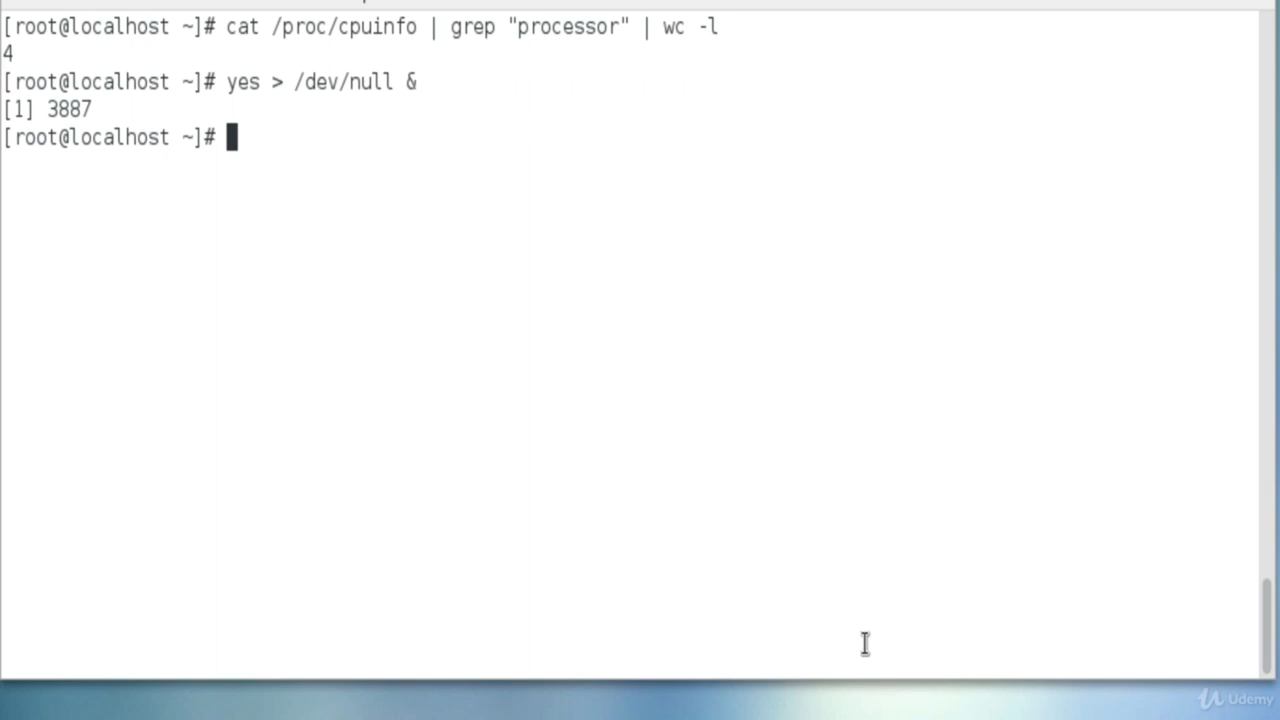 [root@localhost ~]# cat /proc/cpuinfo | grep "processor" | wc -l
4
[root@localhost ~]# yes > /dev/null &
[1] 3887
[root@localhost ~]#
Udemy